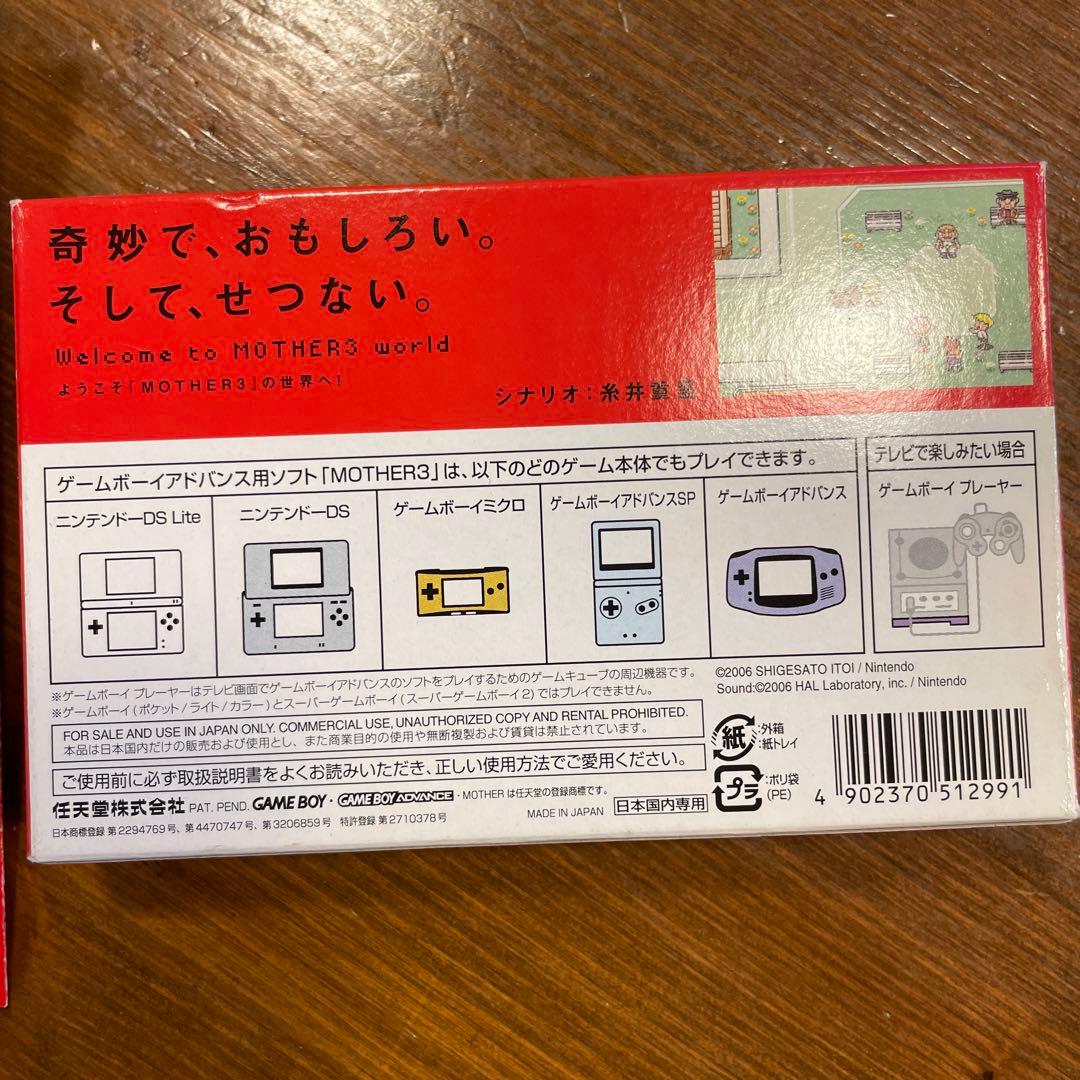 奇妙で、おもしろい。
そして、せつない。
Welcome to MOTHER3 world
ようこそ「MOTHER3」の世界へ!
シナリオ:糸井重里
ゲームボーイアドバンス用ソフト「MOTHER3」は、以下のどのゲーム本体でもプレイできます。
テレビで楽しみたい場合
ニンテンドーDS Lite
ニンテンドーDS
ゲームボーイミクロ
ゲームボーイアドバンスSP
ゲームボーイアドバンス
ゲームボーイ プレーヤー
※ゲームボーイ プレーヤーはテレビ画面でゲームボーイアドバンスのソフトをプレイするためのゲームキューブの周辺機器です。
※ゲームボーイ(ポケット/ライト/カラー)とスーパーゲームボーイ(スーパーゲームボーイ2)ではプレイできません。
©2006 SHIGESATO ITOI / Nintendo
Sound:©2006 HAL Laboratory, inc. / Nintendo
FOR SALE AND USE IN JAPAN ONLY. COMMERCIAL USE, UNAUTHORIZED COPY AND RENTAL PROHIBITED.
本品は日本国内だけの販売および使用とし、また商業目的の使用や無断複製および賃貸は禁止されています。
ご使用前に必ず取扱説明書をよくお読みいただき、正しい使用方法でご愛用ください。
紙
:外箱
:紙トレイ
プラ
:ポリ袋
(PE)
任天堂株式会社 PAT. PEND. GAME BOY・GAME BOY ADVANCE・MOTHER は任天堂の登録商標です。
MADE IN JAPAN
日本国内専用
日本商標登録 第2294769号、第4470747号、第3206859号 特許登録 第2710378号
4 902370 512991